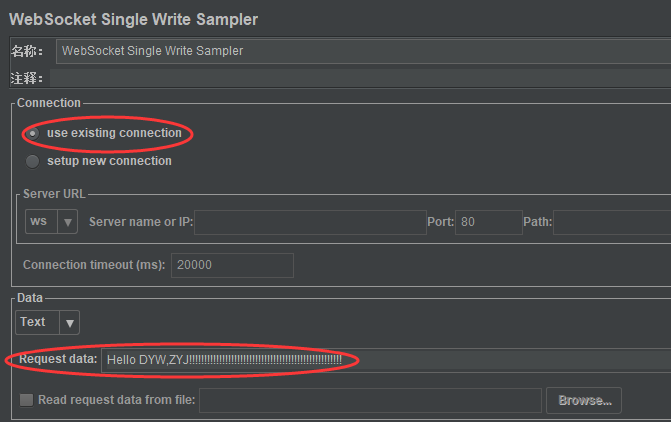 WebSocket Single Write Sampler
名称： WebSocket Single Write Sampler
注释：
Connection
use existing connection
setup new connection
Server URL
ws Server name or IP: Port: 80 Path:
Connection timeout (ms): 20000
Data
Text
Request data: Hello DYW,ZYJ!!!!!!!!!!!!!!!!!!!!!!!!!!!!!!!!!!!!!!!!!!!!!!!!!!!
Read request data from file: Browse...